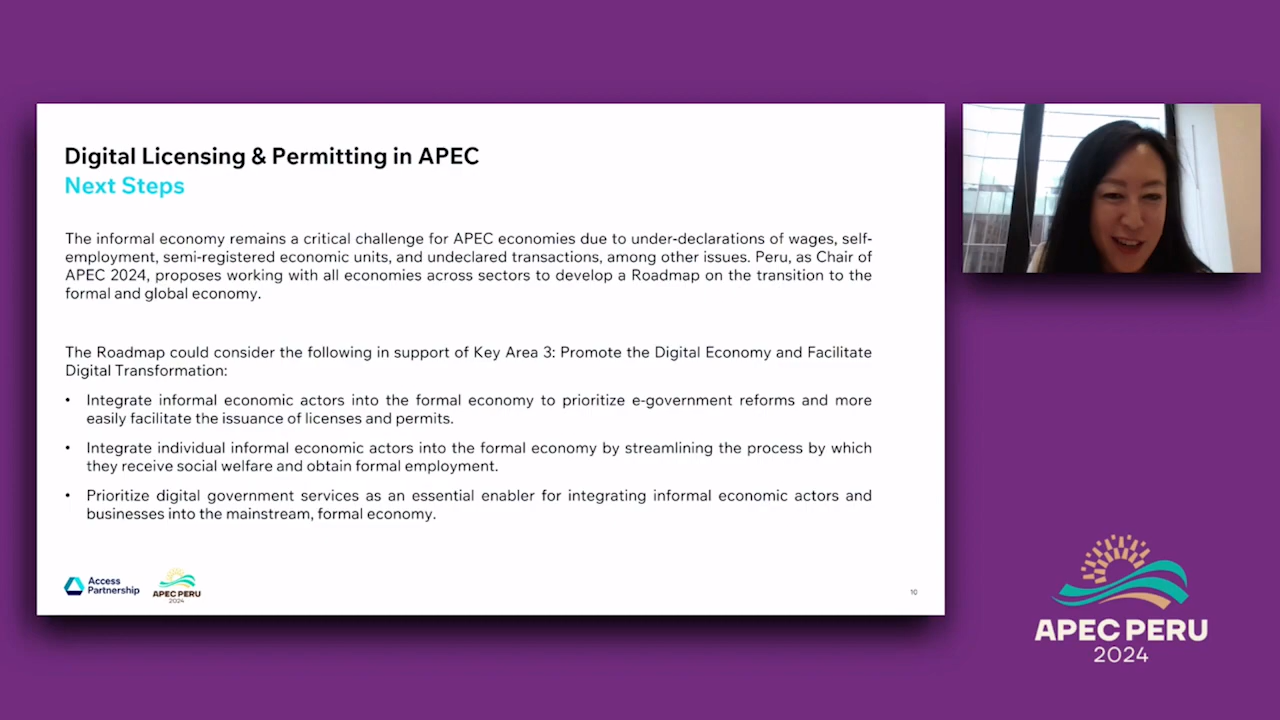 Digital Licensing & Permitting in APEC
Next Steps
The informal economy remains a critical challenge for APEC economies due to under-declarations of wages, self-
employment, semi-registered economic units, and undeclared transactions, among other issues. Peru, as Chair of
APEC 2024, proposes working with all economies across sectors to develop a Roadmap on the transition to the
formal and global economy.
The Roadmap could consider the following in support of Key Area 3: Promote the Digital Economy and Facilitate
Digital Transformation:
• Integrate informal economic actors into the formal economy to prioritize e-government reforms and more
easily facilitate the issuance of licenses and permits.
• Integrate individual informal economic actors into the formal economy by streamlining the process by which
they receive social welfare and obtain formal employment.
• Prioritize digital government services as an essential enabler for integrating informal economic actors and
businesses into the mainstream, formal economy.
Access
Partnership
APEC PERU
2024
10
APEC PERU
2024